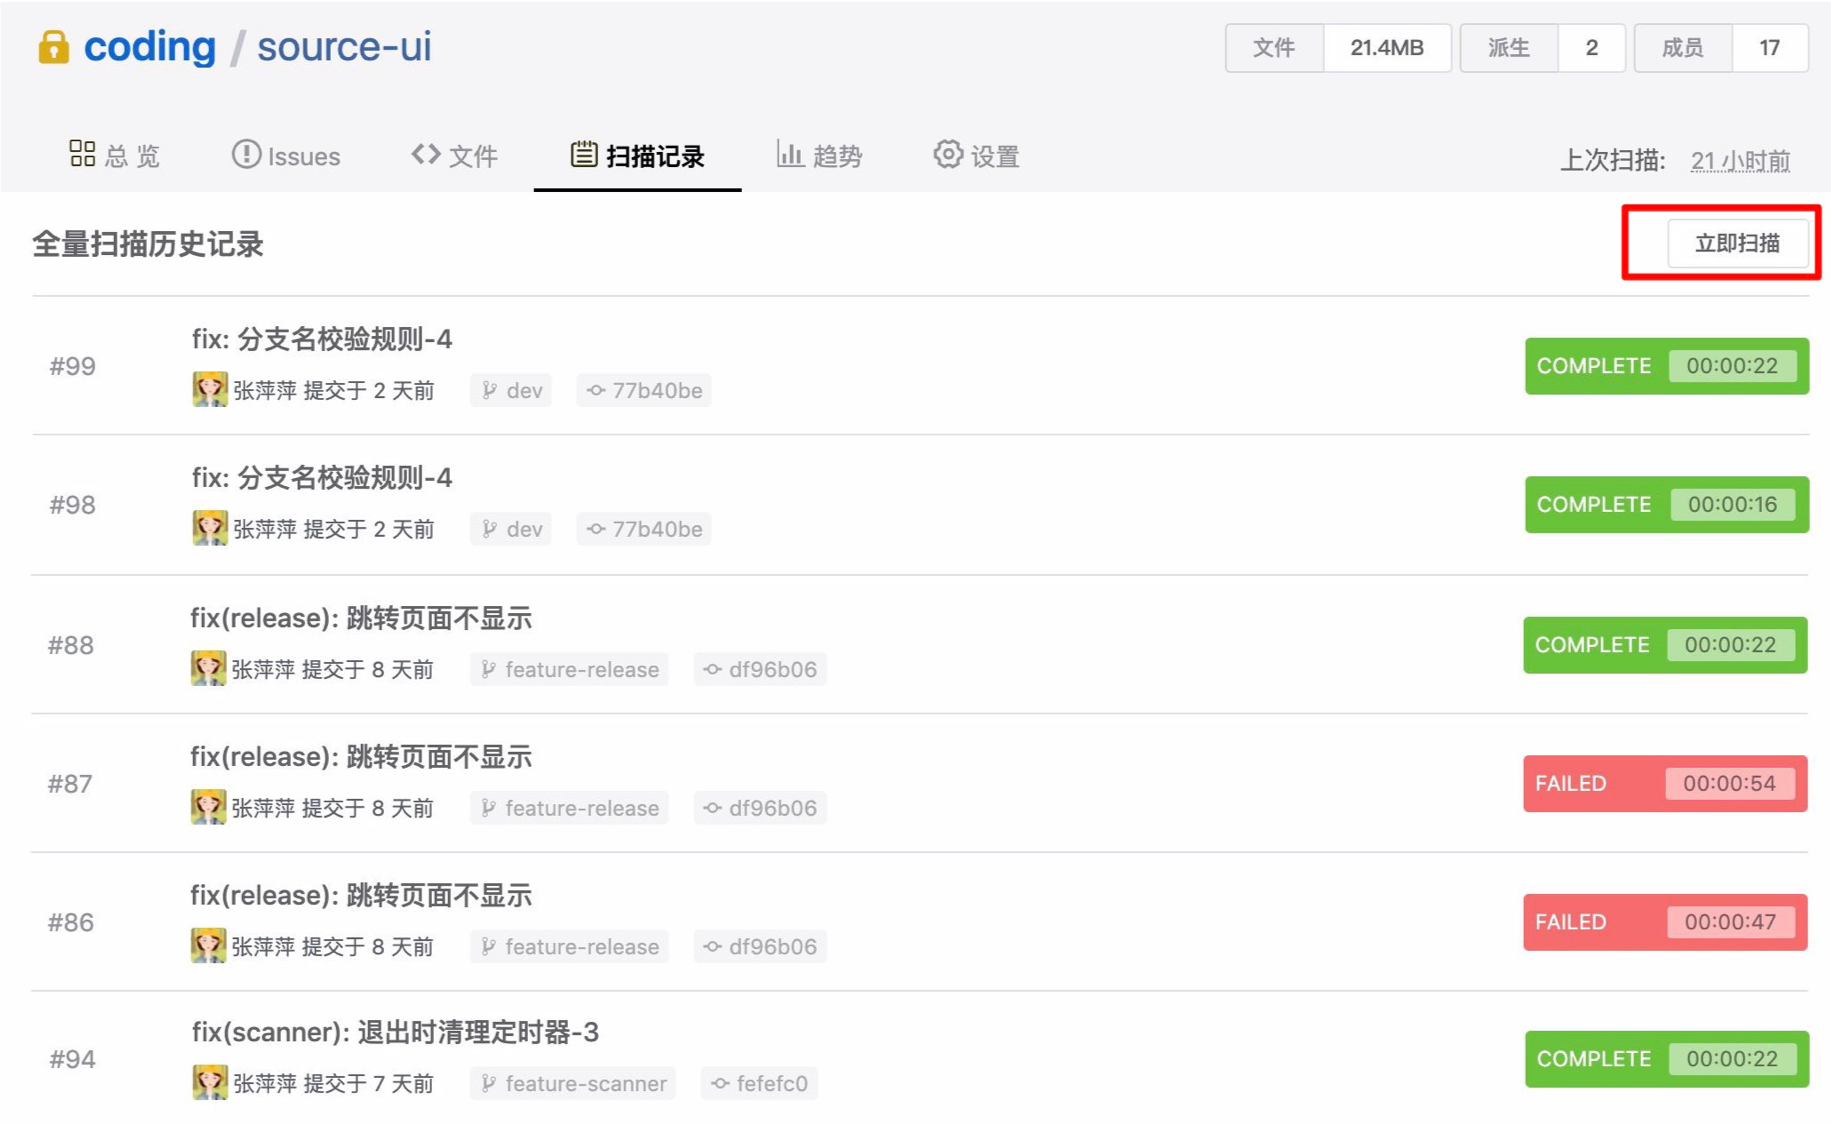 coding / source-ui
文件 21.4MB 派生 2 成员 17
总 览 Issues 文件 扫描记录 趋势 设置 上次扫描: 21 小时前
全量扫描历史记录 立即扫描
fix: 分支名校验规则-4
#99 COMPLETE 00:00:22
张萍萍 提交于 2 天前 dev 77b40be
fix: 分支名校验规则-4
#98 COMPLETE 00:00:16
张萍萍 提交于 2 天前 dev 77b40be
fix(release): 跳转页面不显示
#88 COMPLETE 00:00:22
张萍萍 提交于 8 天前 feature-release df96b06
fix(release): 跳转页面不显示
#87 FAILED 00:00:54
张萍萍 提交于 8 天前 feature-release df96b06
fix(release): 跳转页面不显示
#86 FAILED 00:00:47
张萍萍 提交于 8 天前 feature-release df96b06
fix(scanner): 退出时清理定时器-3
#94 COMPLETE 00:00:22
张萍萍 提交于 7 天前 feature-scanner fefefc0